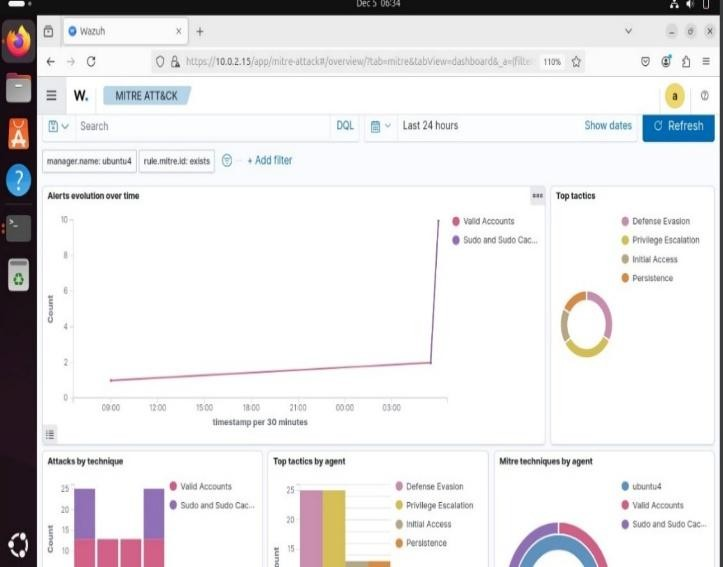 Dec 5 06:34
Wazuh
https://10.0.2.15/app/mitre-attack#/overview/?tab=mitre&tabView=dashboard&_a=(filte
110%
W.
MITRE ATT&CK
a
Search
DQL
Last 24 hours
Show dates
Refresh
manager.name: ubuntu4
rule.mitre.id: exists
+ Add filter
Alerts evolution over time
10
8
6
4
2
0
Count
09:00 12:00 15:00 18:00 21:00 00:00 03:00
timestamp per 30 minutes
Valid Accounts
Sudo and Sudo Cac...
Top tactics
Defense Evasion
Privilege Escalation
Initial Access
Persistence
Attacks by technique
25
20
15
10
Count
Valid Accounts
Sudo and Sudo Cac...
Top tactics by agent
25
20
15
Defense Evasion
Privilege Escalation
Initial Access
Persistence
Mitre techniques by agent
ubuntu4
Valid Accounts
Sudo and Sudo Cac...